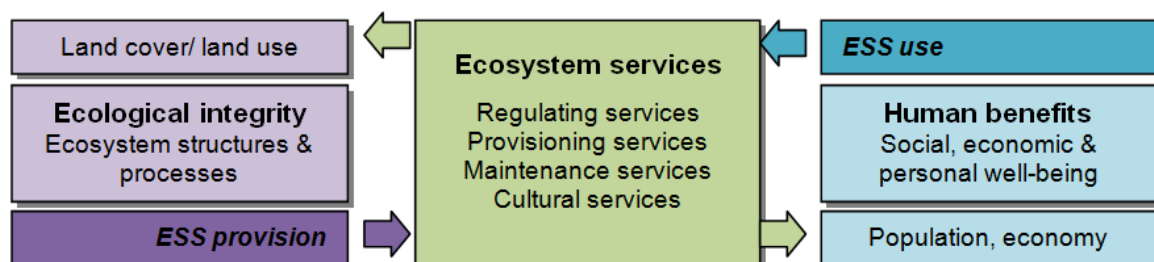 Land cover/ land use
Ecological integrity
Ecosystem structures &
processes
ESS provision
Ecosystem services
Regulating services
Provisioning services
Maintenance services
Cultural services
ESS use
Human benefits
Social, economic &
personal well-being
Population, economy